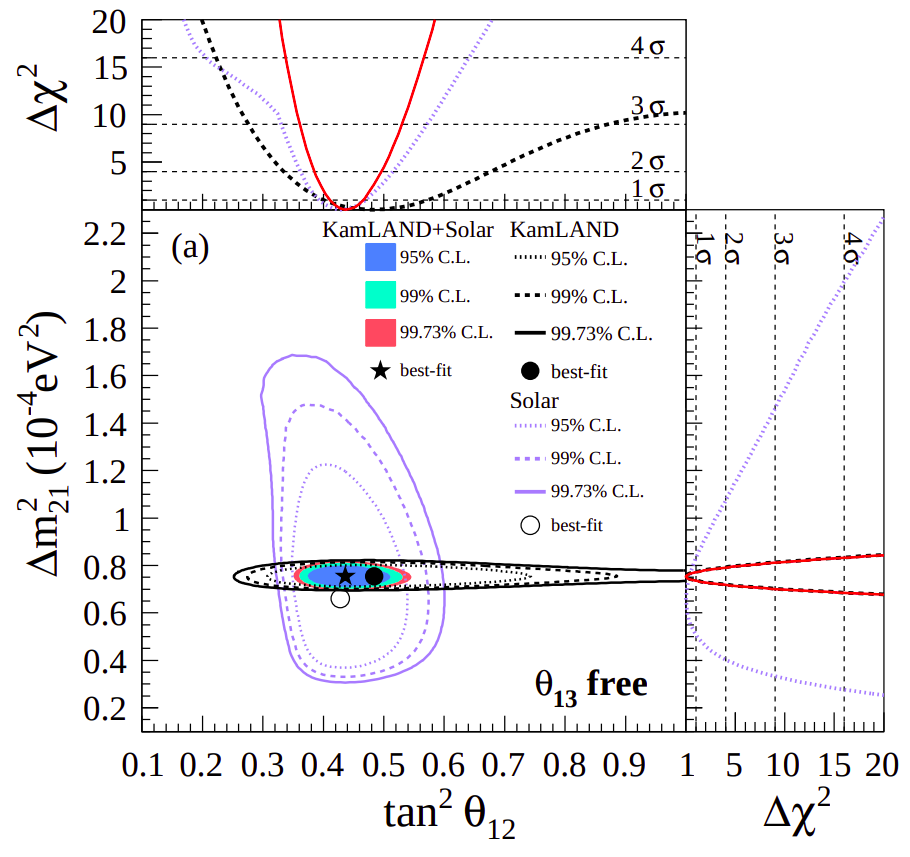 20
15
10
5
Δχ²
4 σ
3 σ
2 σ
1 σ
(a)
KamLAND+Solar
95% C.L.
99% C.L.
99.73% C.L.
best-fit
KamLAND
95% C.L.
99% C.L.
99.73% C.L.
best-fit
Solar
95% C.L.
99% C.L.
99.73% C.L.
best-fit
1σ
2σ
3σ
4σ
2.2
2
1.8
1.6
1.4
1.2
1
0.8
0.6
0.4
0.2
Δm²₂₁ (10⁻⁴eV²)
θ₁₃ free
0.1 0.2 0.3 0.4 0.5 0.6 0.7 0.8 0.9 1
5 10 15 20
tan² θ₁₂
Δχ²